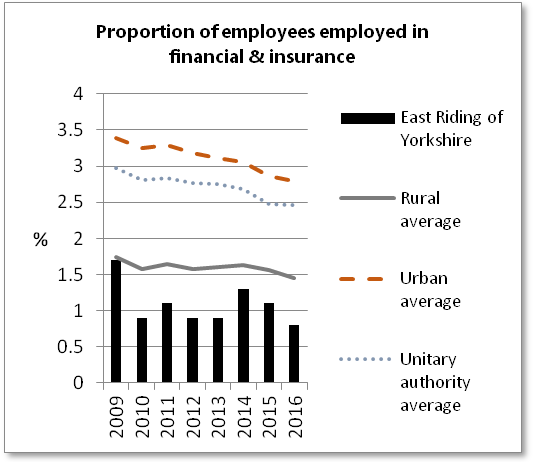 Proportion of employees employed in
financial & insurance
4
3.5
3
2.5
2
1.5
1
0.5
0
%
2009
2010
2011
2012
2013
2014
2015
2016
East Riding of
Yorkshire
Rural
average
Urban
average
Unitary
authority
average